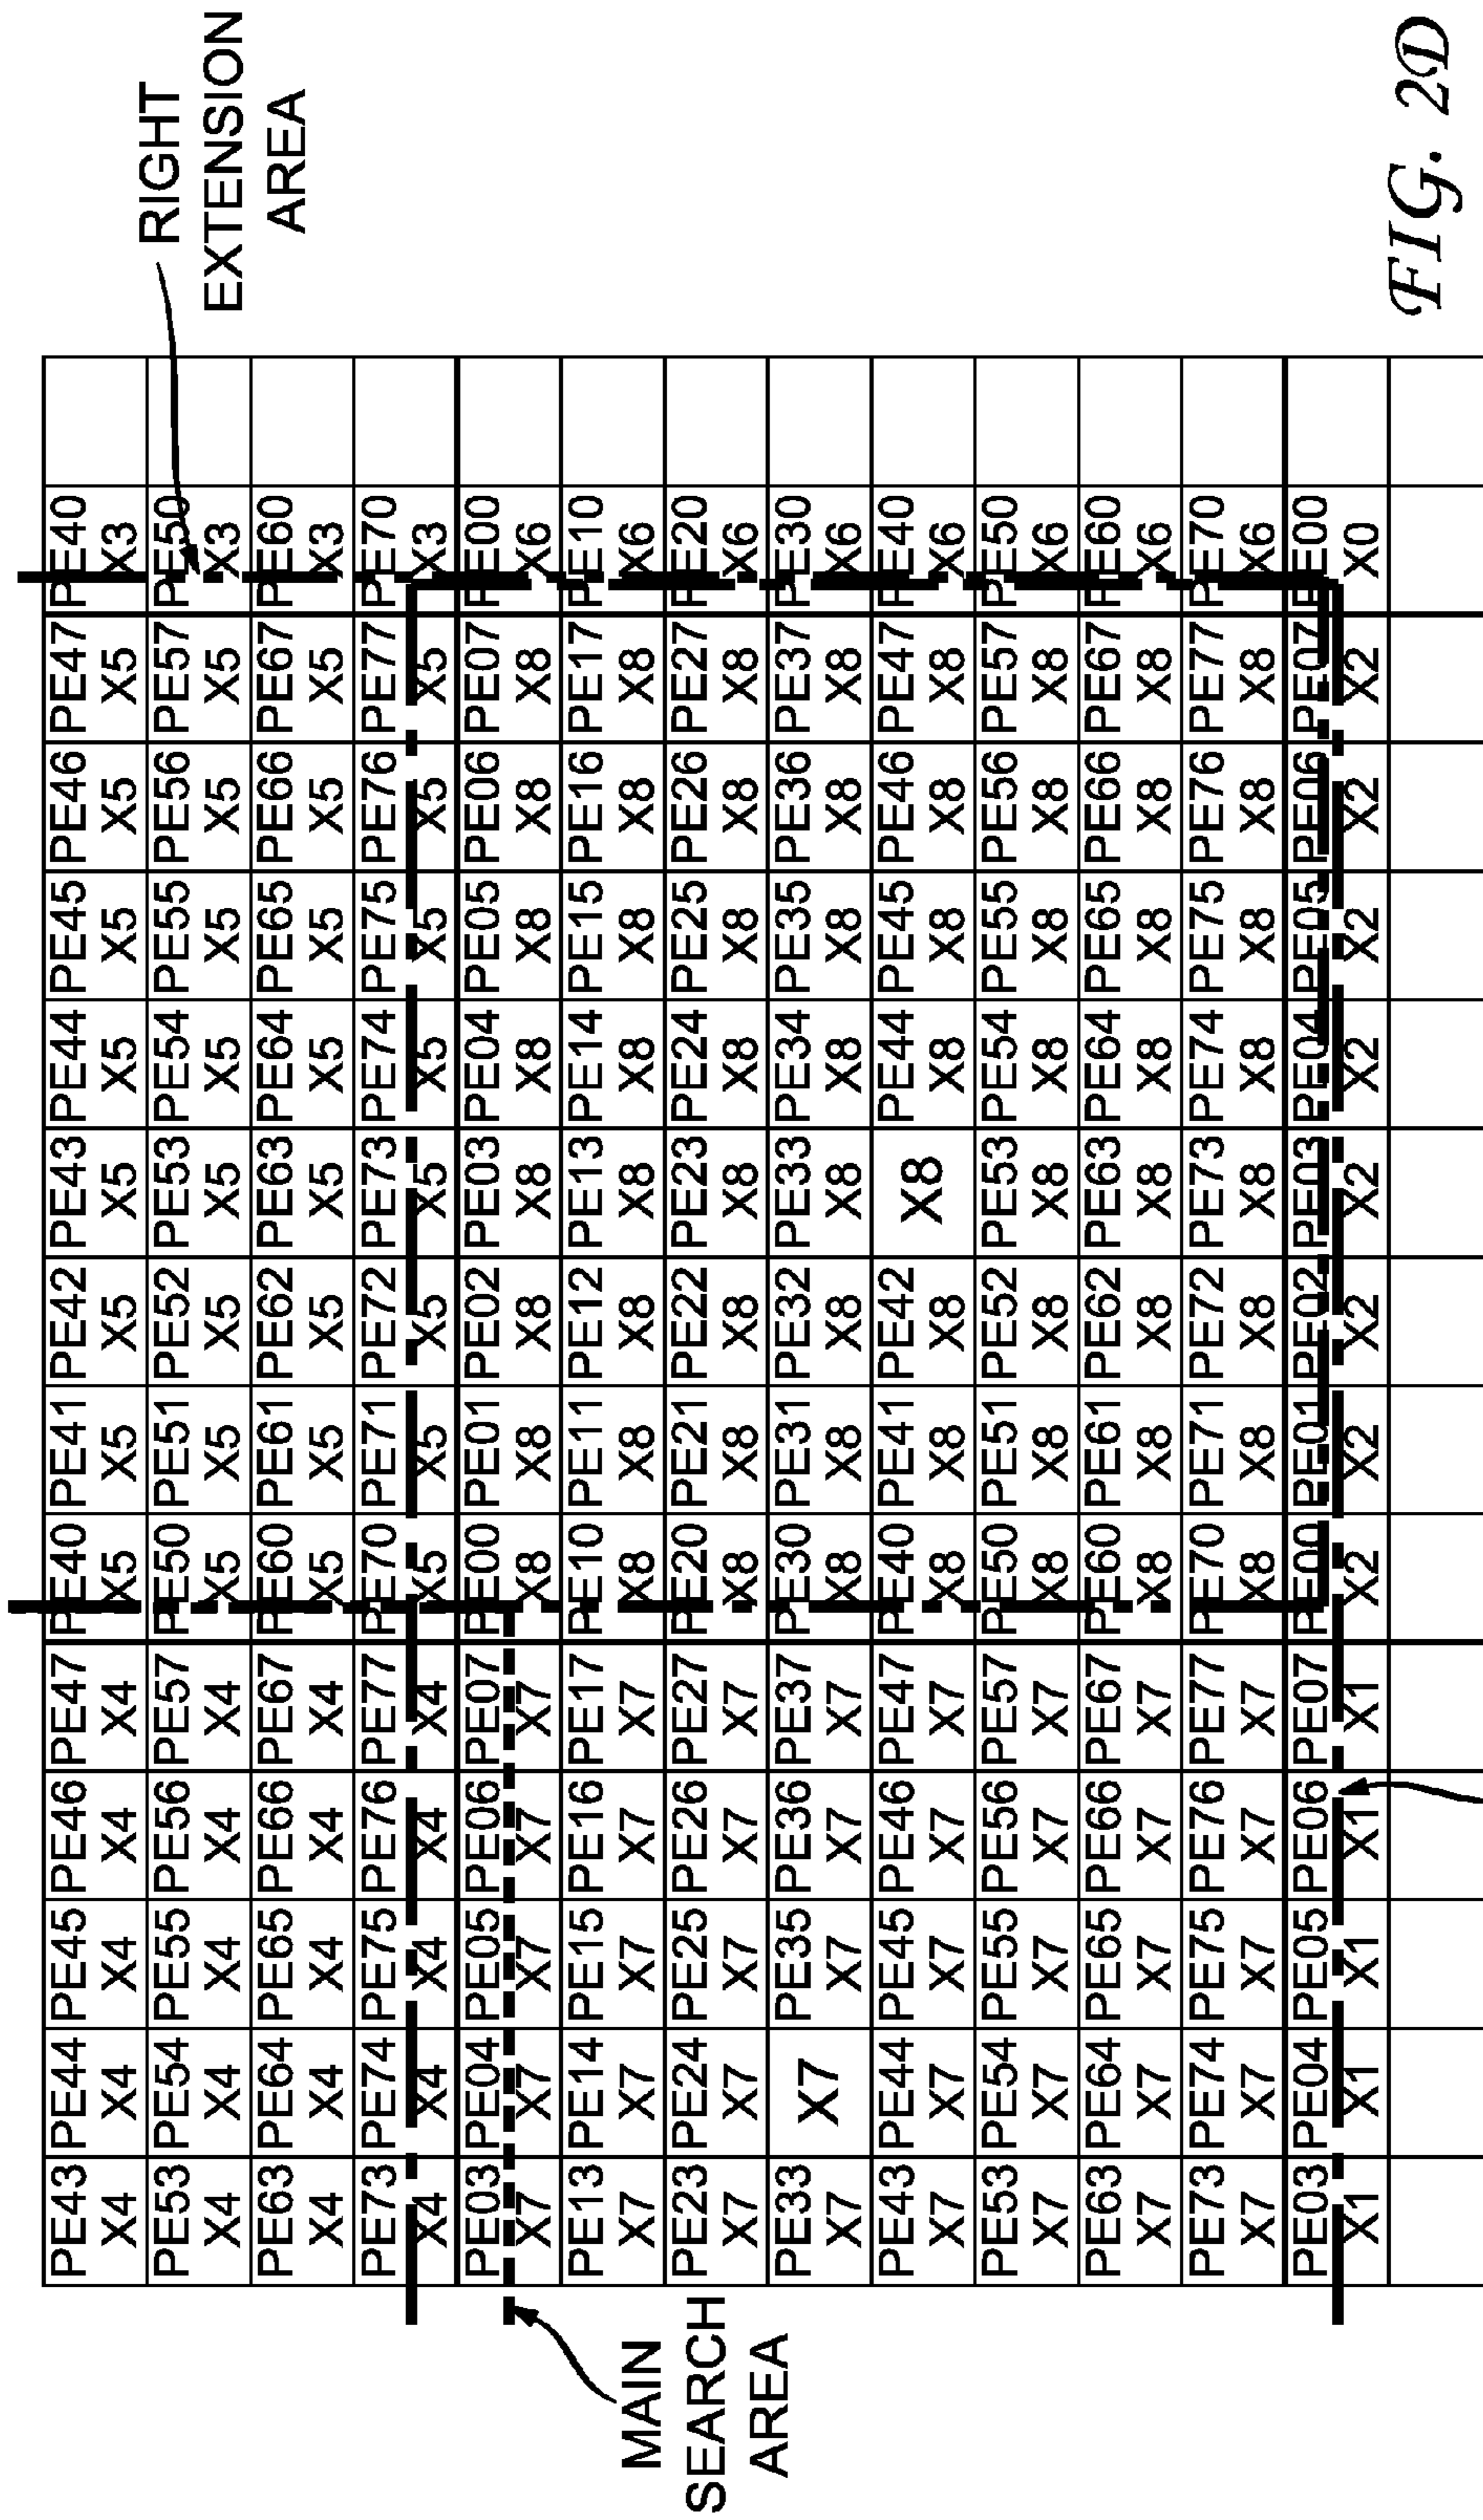 PE43 PE44 PE45 PE46 PE47 PE40 PE41 PE42 PE43 PE44 PE45 PE46 PE47 PE40
X4 X4 X4 X4 X4 X5 X5 X5 X5 X5 X5 X5 X5 X3
PE53 PE54 PE55 PE56 PE57 PE50 PE51 PE52 PE53 PE54 PE55 PE56 PE57 PE50
X4 X4 X4 X4 X4 X5 X5 X5 X5 X5 X5 X5 X5 X3
PE63 PE64 PE65 PE66 PE67 PE60 PE61 PE62 PE63 PE64 PE65 PE66 PE67 PE60
X4 X4 X4 X4 X4 X5 X5 X5 X5 X5 X5 X5 X5 X3
PE73 PE74 PE75 PE76 PE77 PE70 PE71 PE72 PE73 PE74 PE75 PE76 PE77 PE70
X4 X4 X4 X4 X4 X5 X5 X5 X5 X5 X5 X5 X5 X3
PE03 PE04 PE05 PE06 PE07 PE00 PE01 PE02 PE03 PE04 PE05 PE06 PE07 PE00
X7 X7 X7 X7 X7 X8 X8 X8 X8 X8 X8 X8 X8 X6
PE13 PE14 PE15 PE16 PE17 PE10 PE11 PE12 PE13 PE14 PE15 PE16 PE17 PE10
X7 X7 X7 X7 X7 X8 X8 X8 X8 X8 X8 X8 X8 X6
PE23 PE24 PE25 PE26 PE27 PE20 PE21 PE22 PE23 PE24 PE25 PE26 PE27 PE20
X7 X7 X7 X7 X7 X8 X8 X8 X8 X8 X8 X8 X8 X6
PE33 PE35 PE36 PE37 PE30 PE31 PE32 PE33 PE34 PE35 PE36 PE37 PE30
X7 X7 X7 X7 X7 X8 X8 X8 X8 X8 X8 X8 X8 X6
PE43 PE44 PE45 PE46 PE47 PE40 PE41 PE42 PE44 PE45 PE46 PE47 PE40
X7 X7 X7 X7 X7 X8 X8 X8 X8 X8 X8 X8 X8 X6
PE53 PE54 PE55 PE56 PE57 PE50 PE51 PE52 PE53 PE54 PE55 PE56 PE57 PE50
X7 X7 X7 X7 X7 X8 X8 X8 X8 X8 X8 X8 X8 X6
PE63 PE64 PE65 PE66 PE67 PE60 PE61 PE62 PE63 PE64 PE65 PE66 PE67 PE60
X7 X7 X7 X7 X7 X8 X8 X8 X8 X8 X8 X8 X8 X6
PE73 PE74 PE75 PE76 PE77 PE70 PE71 PE72 PE73 PE74 PE75 PE76 PE77 PE70
X7 X7 X7 X7 X7 X8 X8 X8 X8 X8 X8 X8 X8 X6
PE03 PE04 PE05 PE06 PE07 PE00 PE01 PE02 PE03 PE04 PE05 PE06 PE07 PE00
X1 X1 X1 X1 X1 X2 X2 X2 X2 X2 X2 X2 X2 X0
MAIN
SEARCH
AREA
RIGHT
EXTENSION
AREA
FIG. 2D